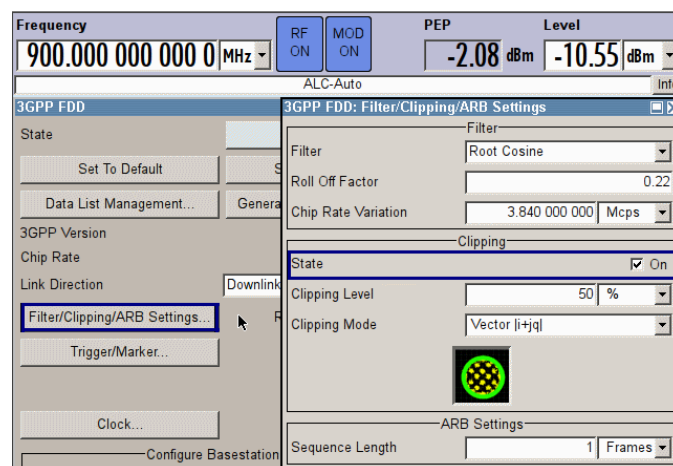 Frequency RF ON MOD ON PEP Level
900.000 000 000 0 MHz -2.08 dBm -10.55 dBm
ALC-Auto Inf
3GPP FDD
State
Set To Default S
Data List Management... Genera
3GPP Version
Chip Rate
Link Direction Downlink
Filter/Clipping/ARB Settings...
Trigger/Marker...
Clock...
Configure Basestation
3GPP FDD: Filter/Clipping/ARB Settings
Filter
Filter Root Cosine
Roll Off Factor 0.22
Chip Rate Variation 3.840 000 000 Mcps
Clipping
State On
Clipping Level 50 %
Clipping Mode Vector |i+jq|
ARB Settings
Sequence Length 1 Frames